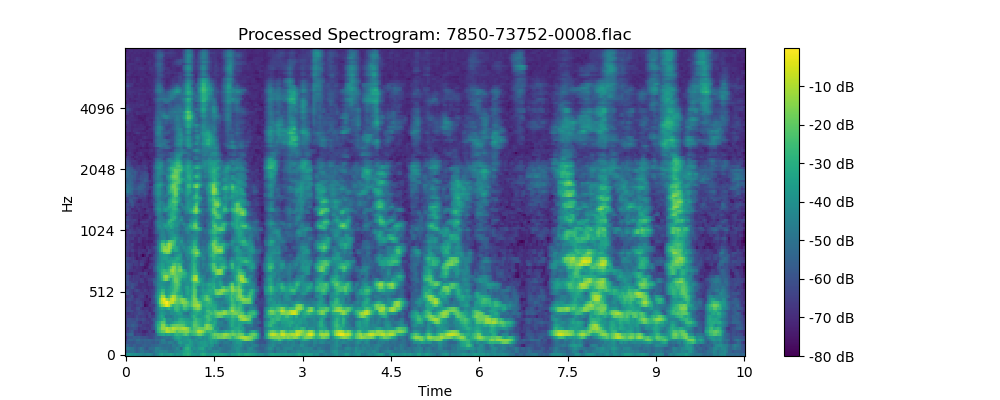 Processed Spectrogram: 7850-73752-0008.flac
Hz
4096
2048
1024
512
0
0 1.5 3 4.5 6 7.5 9 10
Time
-10 dB
-20 dB
-30 dB
-40 dB
-50 dB
-60 dB
-70 dB
-80 dB